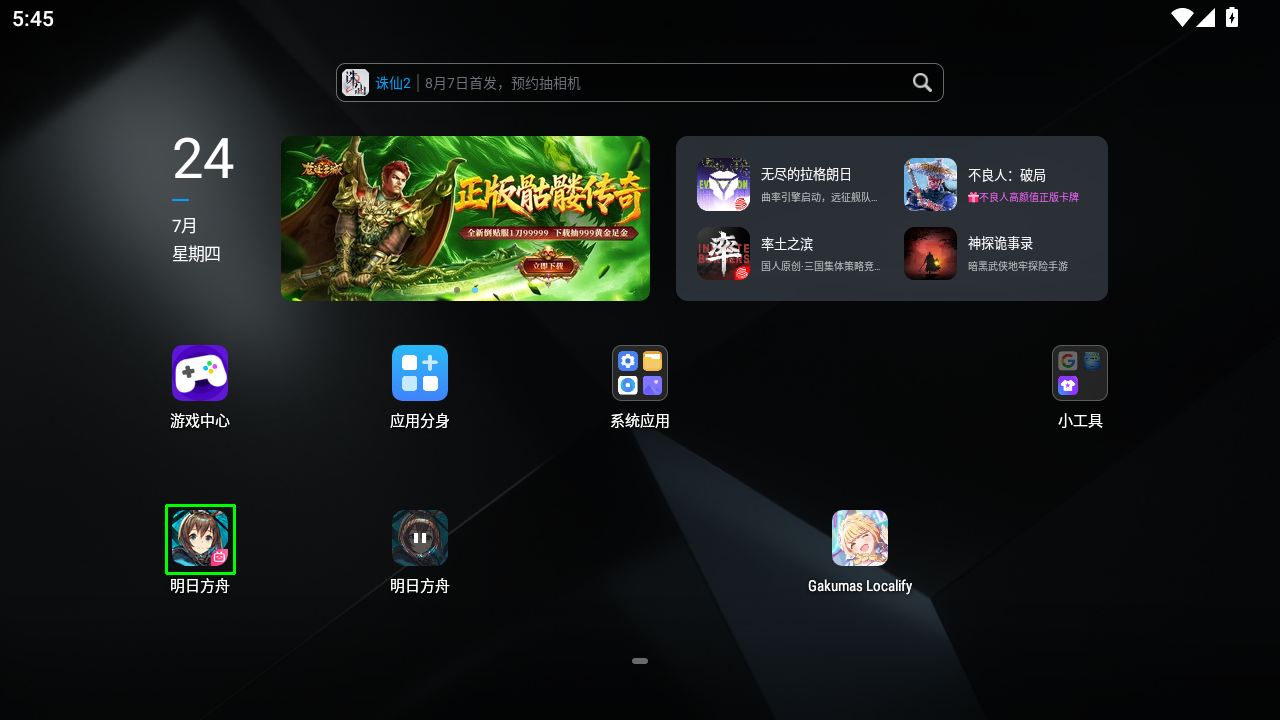 5:45
诛仙2 | 8月7日首发，预约抽相机
24
7月
星期四
正版骷髅传奇
全新倒贴服1刀99999 下载抽999黄金足金
立即下载
无尽的拉格朗日
曲率引擎启动，远征舰队...
不良人：破局
不良人高颜值正版卡牌
率土之滨
国人原创·三国集体策略竞...
神探诡事录
暗黑武侠地牢探险手游
游戏中心
应用分身
系统应用
小工具
明日方舟
明日方舟
Gakumas Localify